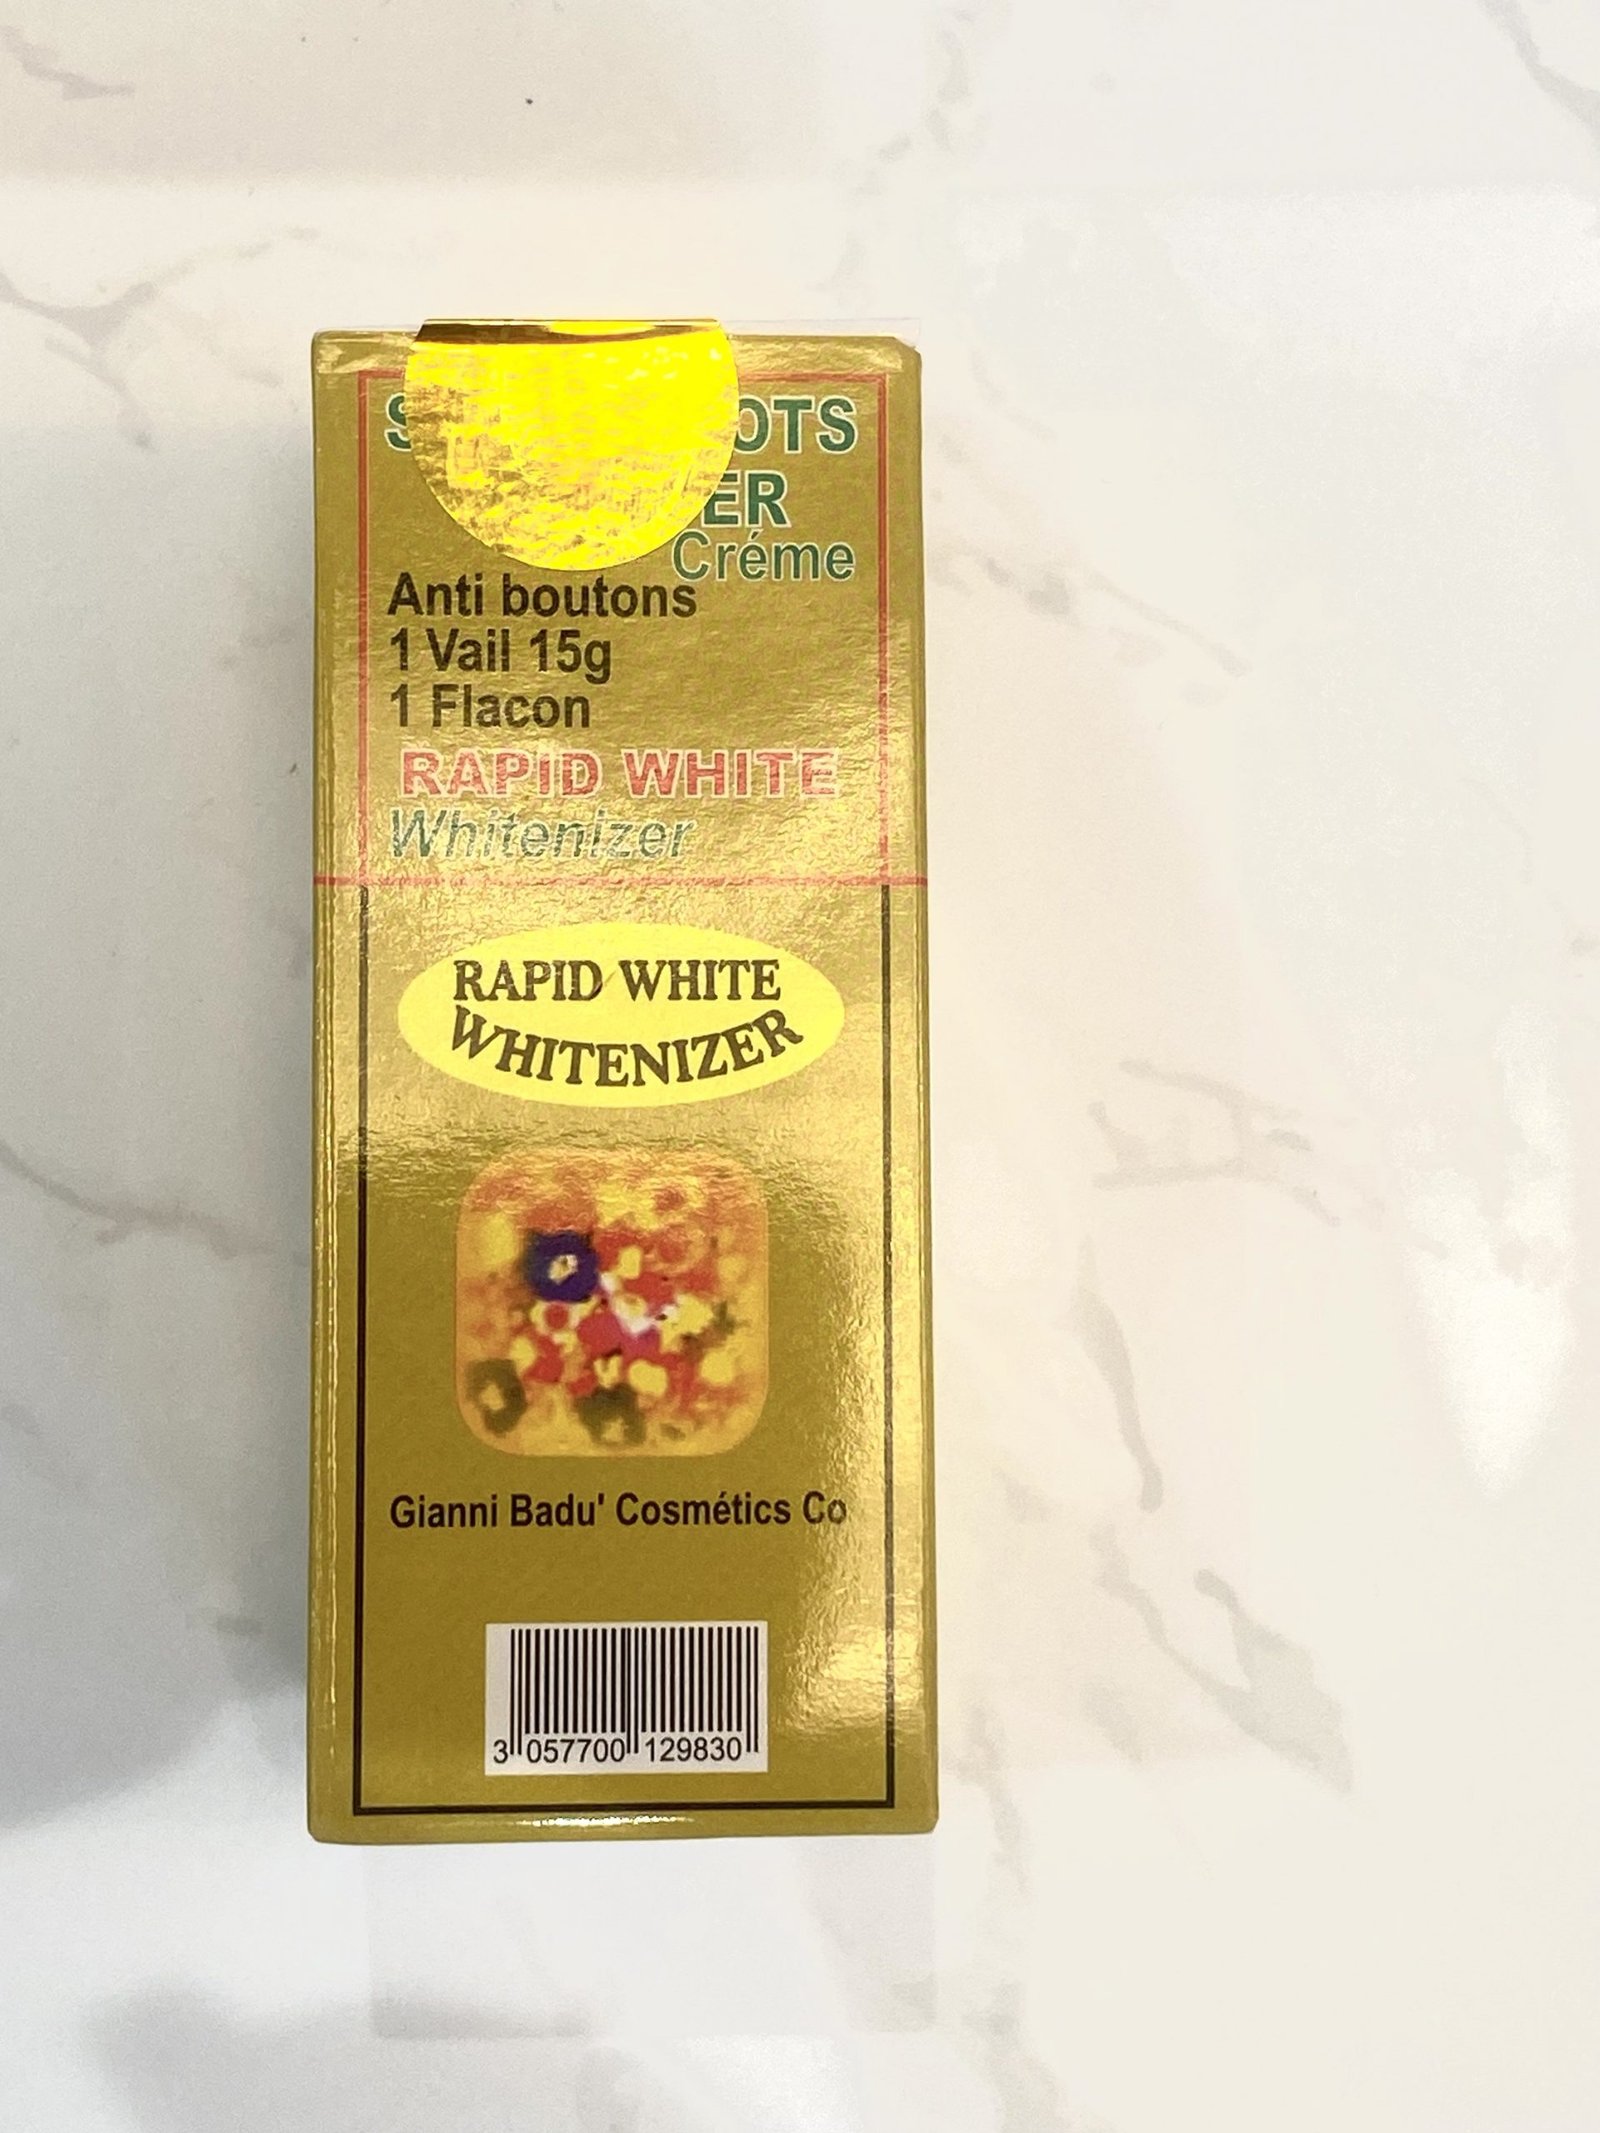 OTS
ER
Créme
Anti boutons
1 Vail 15g
1 Flacon
RAPID WHITE
Whitenizer
RAPID WHITE
WHITENIZER
Gianni Badu' Cosmétics Co
3 057700 129830